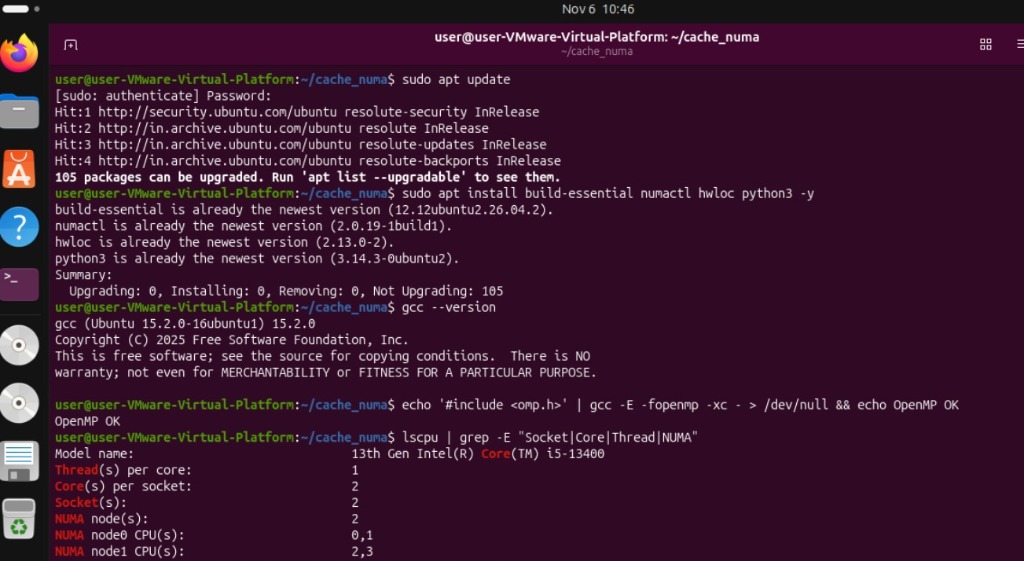 Nov 6 10:46
user@user-VMware-Virtual-Platform: ~/cache_numa
~/cache_numa
user@user-VMware-Virtual-Platform:~/cache_numa$ sudo apt update
[sudo: authenticate] Password:
Hit:1 http://security.ubuntu.com/ubuntu resolute-security InRelease
Hit:2 http://in.archive.ubuntu.com/ubuntu resolute InRelease
Hit:3 http://in.archive.ubuntu.com/ubuntu resolute-updates InRelease
Hit:4 http://in.archive.ubuntu.com/ubuntu resolute-backports InRelease
105 packages can be upgraded. Run 'apt list --upgradable' to see them.
user@user-VMware-Virtual-Platform:~/cache_numa$ sudo apt install build-essential numactl hwloc python3 -y
build-essential is already the newest version (12.12ubuntu2.26.04.2).
numactl is already the newest version (2.0.19-1build1).
hwloc is already the newest version (2.13.0-2).
python3 is already the newest version (3.14.3-0ubuntu2).
Summary:
  Upgrading: 0, Installing: 0, Removing: 0, Not Upgrading: 105
user@user-VMware-Virtual-Platform:~/cache_numa$ gcc --version
gcc (Ubuntu 15.2.0-16ubuntu1) 15.2.0
Copyright (C) 2025 Free Software Foundation, Inc.
This is free software; see the source for copying conditions.  There is NO
warranty; not even for MERCHANTABILITY or FITNESS FOR A PARTICULAR PURPOSE.
user@user-VMware-Virtual-Platform:~/cache_numa$ echo '#include <omp.h>' | gcc -E -fopenmp -xc - > /dev/null && echo OpenMP OK
OpenMP OK
user@user-VMware-Virtual-Platform:~/cache_numa$ lscpu | grep -E "Socket|Core|Thread|NUMA"
Model name: 13th Gen Intel(R) Core(TM) i5-13400
Thread(s) per core: 1
Core(s) per socket: 2
Socket(s): 2
NUMA node(s): 2
NUMA node0 CPU(s): 0,1
NUMA node1 CPU(s): 2,3